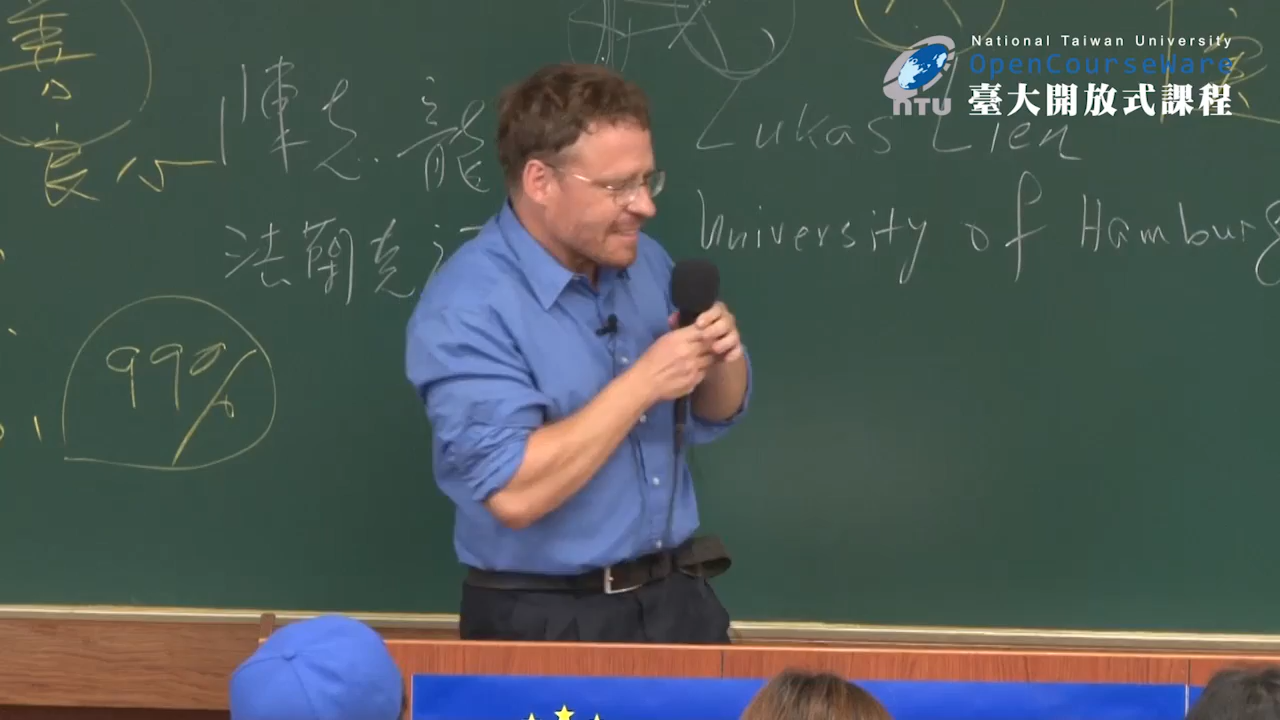 National Taiwan University
OpenCourseWare
NTU
臺大開放式課程
陳志龍
Lukas Lien
法蘭克
University of Hamburg
99%